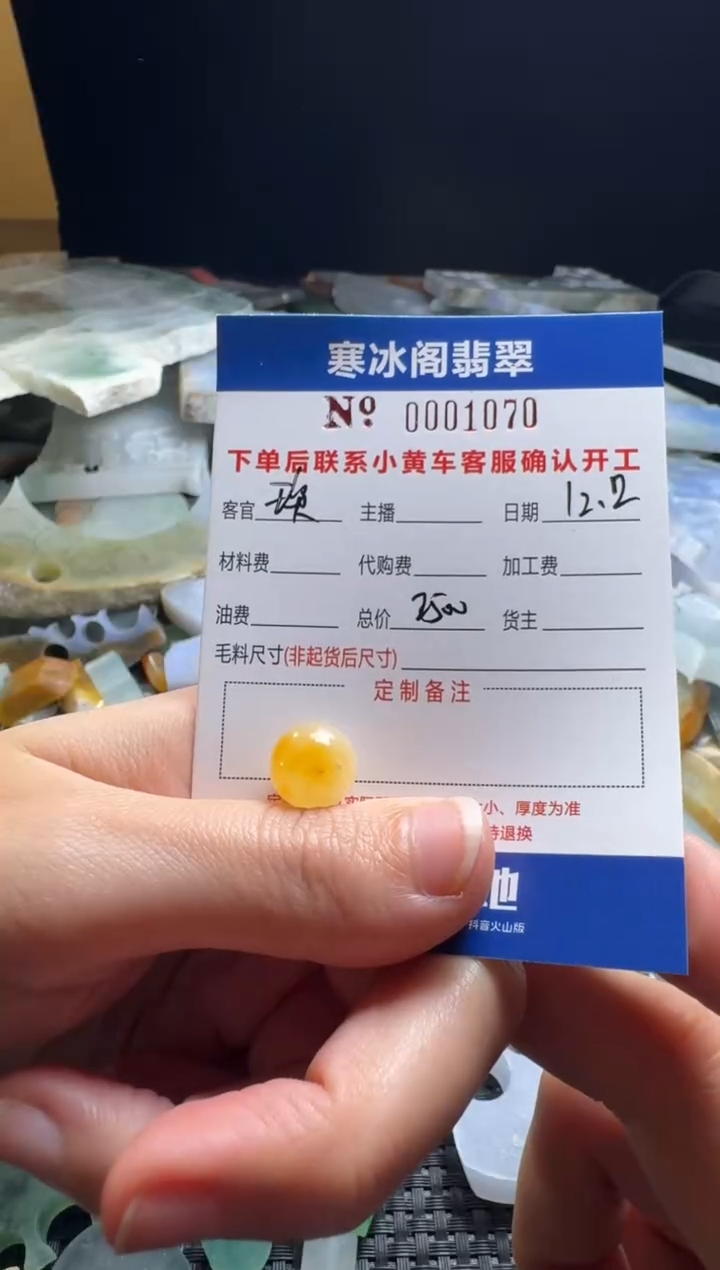 寒冰阁翡翠
Nº 0001070
下单后联系小黄车客服确认开工
客官 主播 日期 12.2
材料费 代购费 加工费
油费 总价 2500 货主
毛料尺寸(非起货后尺寸)
定制备注
小、厚度为准
退换
地
抖音火山版